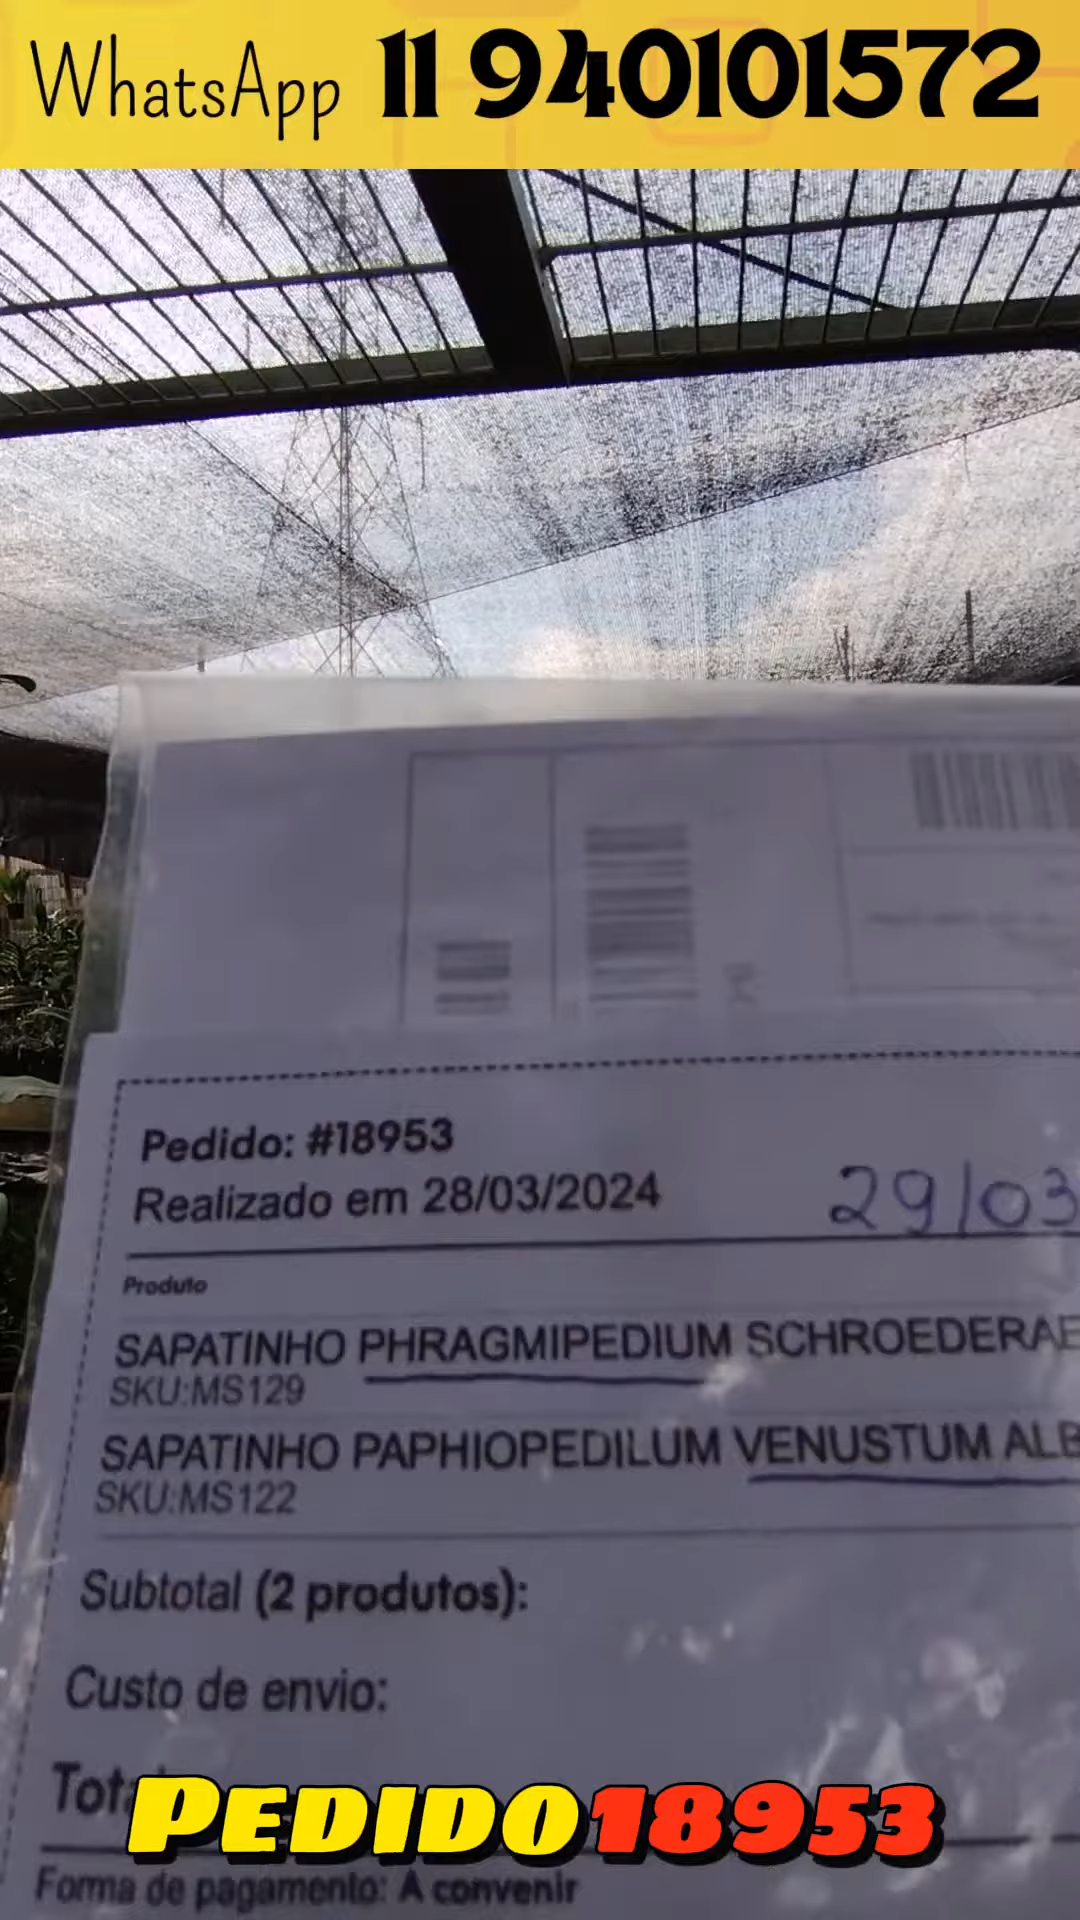 WhatsApp 11 940101572
Pedido: #18953
Realizado em 28/03/2024
29/03
Produto
SAPATINHO PHRAGMIPEDIUM SCHROEDERAE
SKU:MS129
SAPATINHO PAPHIOPEDILUM VENUSTUM ALB
SKU:MS122
Subtotal (2 produtos):
Custo de envio:
PEDIDO 18953
Forma de pagamento: A convenir